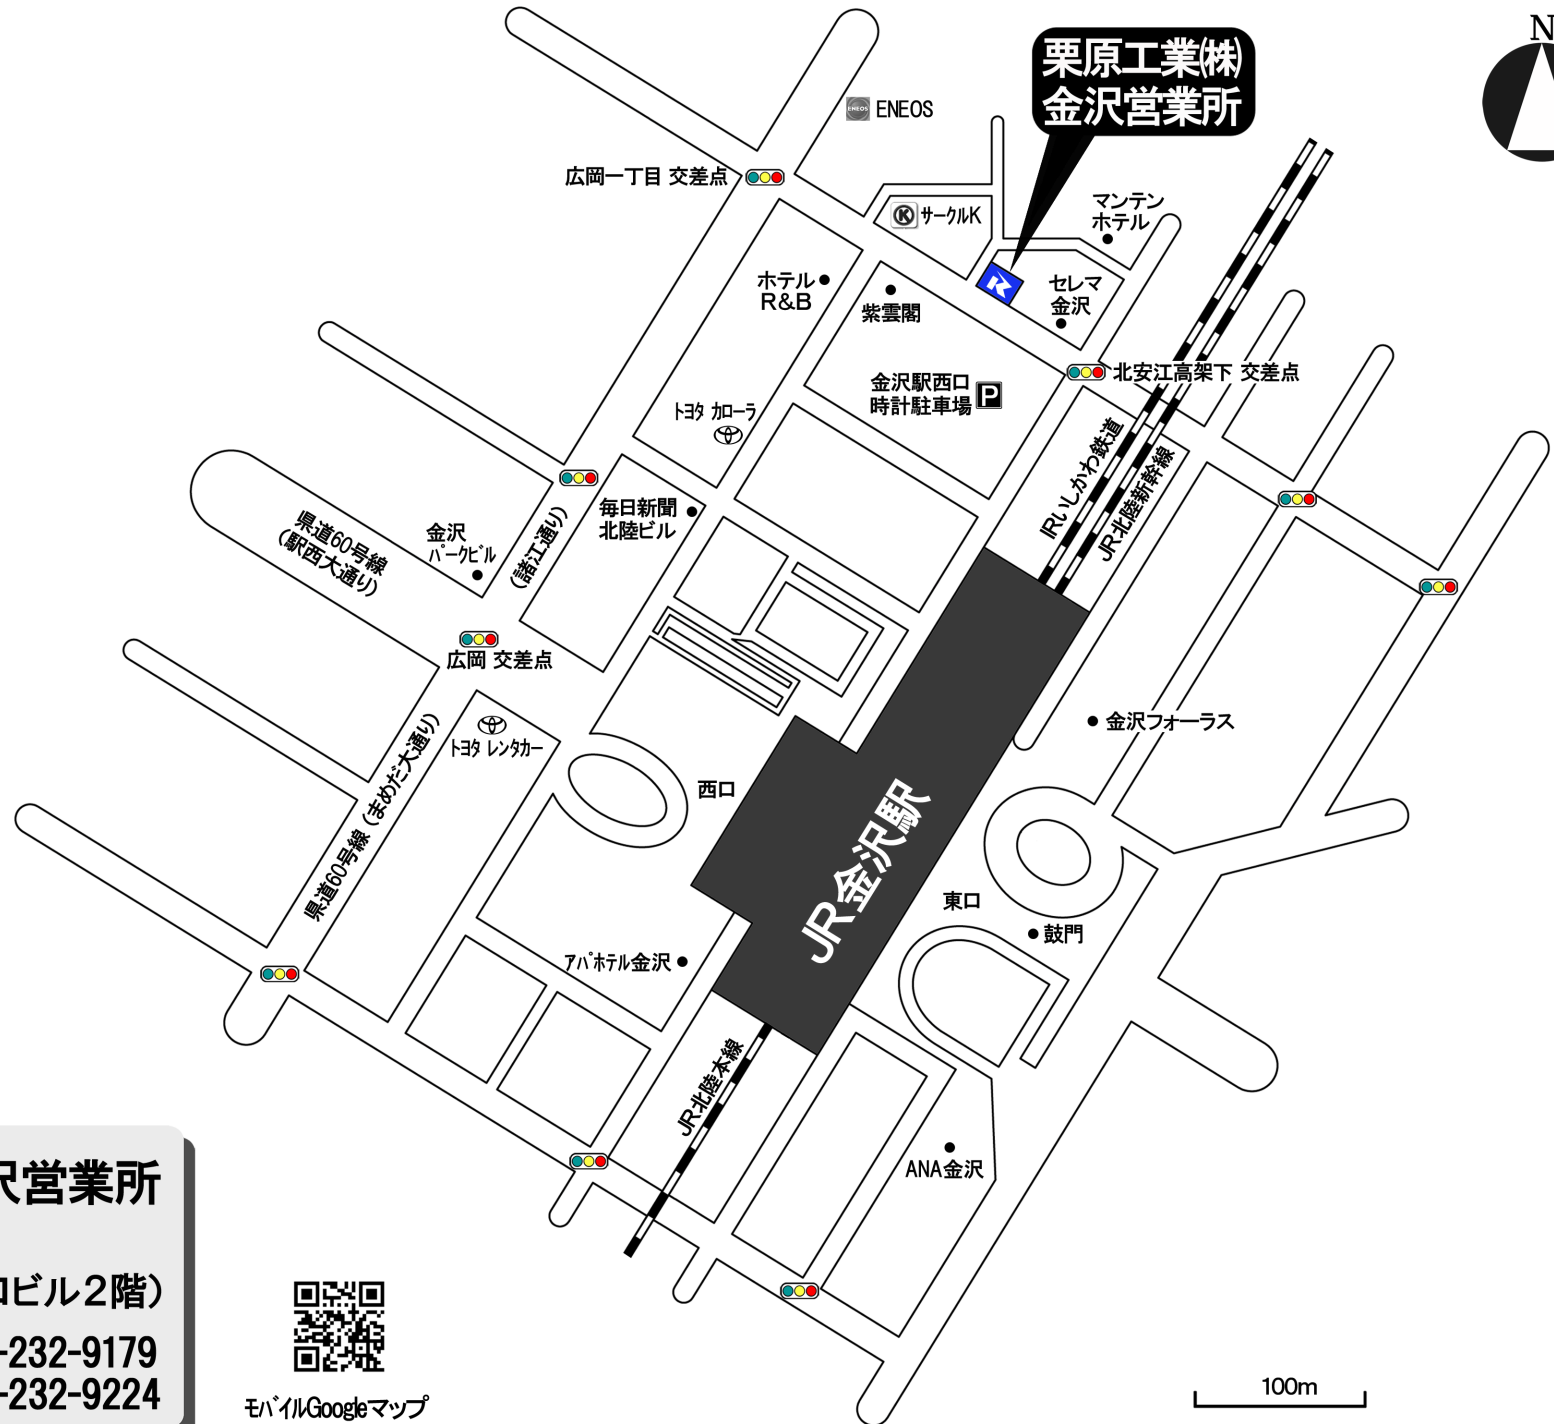 N
栗原工業㈱
金沢営業所
ENEOS
ENEOS
広岡一丁目 交差点
サークルK
マンテン
ホテル
ホテル
R&B
紫雲閣
セレマ
金沢
金沢駅西口
時計駐車場
P
北安江高架下 交差点
トヨタ カローラ
IRいしかわ鉄道
JR北陸新幹線
毎日新聞
北陸ビル
(諸江通り)
県道60号線
(駅西大通り)
金沢
パークビル
広岡 交差点
トヨタ レンタカー
県道60号線 (まめだ大通り)
西口
金沢フォーラス
JR金沢駅
東口
鼓門
アパホテル金沢
JR北陸本線
ANA金沢
沢営業所
ロビル2階)
-232-9179
-232-9224
モバイルGoogleマップ
100m